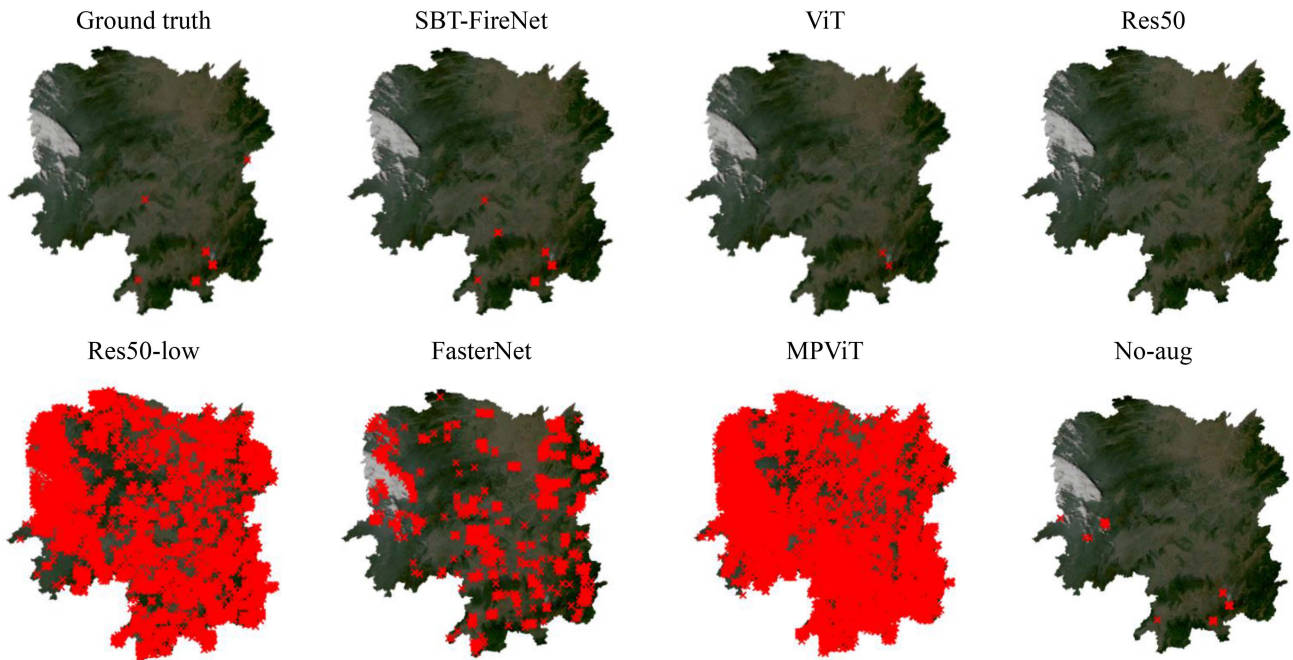 Ground truth
SBT-FireNet
ViT
Res50
Res50-low
FasterNet
MPViT
No-aug